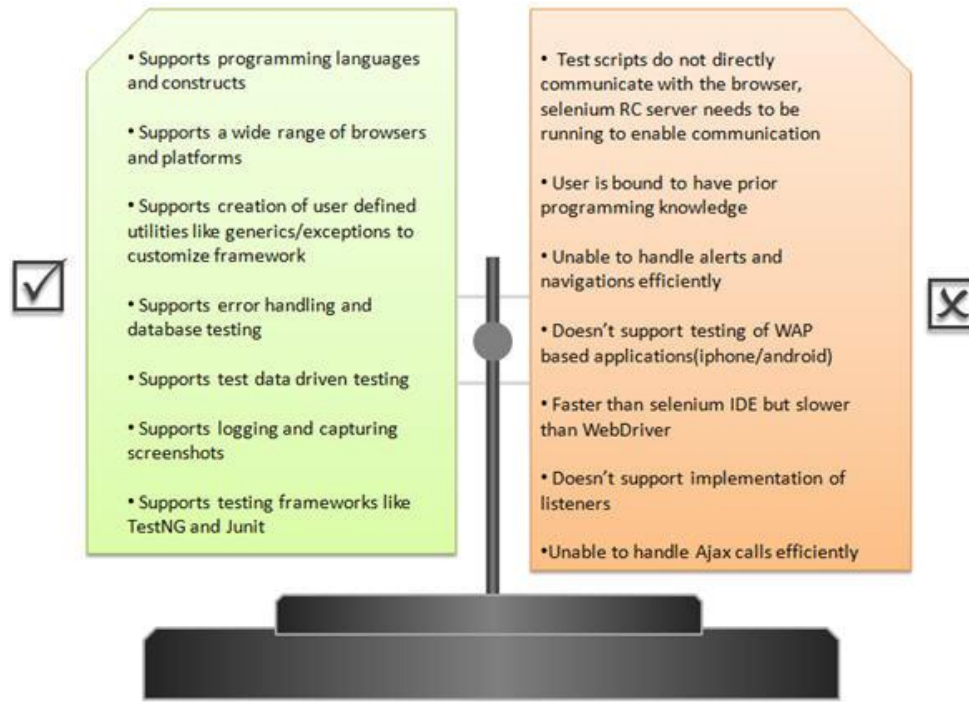 • Supports programming languages
and constructs
• Supports a wide range of browsers
and platforms
• Supports creation of user defined
utilities like generics/exceptions to
customize framework
• Supports error handling and
database testing
• Supports test data driven testing
• Supports logging and capturing
screenshots
• Supports testing frameworks like
TestNG and Junit
• Test scripts do not directly
communicate with the browser,
selenium RC server needs to be
running to enable communication
• User is bound to have prior
programming knowledge
• Unable to handle alerts and
navigations efficiently
• Doesn't support testing of WAP
based applications(iphone/android)
• Faster than selenium IDE but slower
than WebDriver
• Doesn't support implementation of
listeners
•Unable to handle Ajax calls efficiently